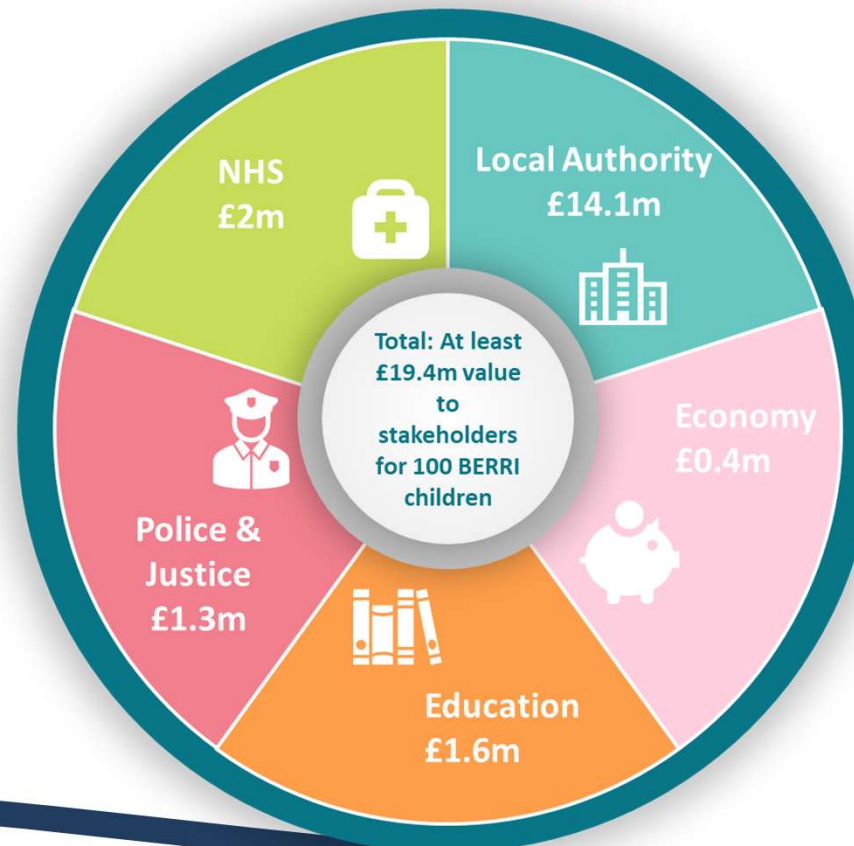 NHS
£2m
Local Authority
£14.1m
Total: At least
£19.4m value
to
stakeholders
for 100 BERRI
children
Economy
£0.4m
Police &
Justice
£1.3m
Education
£1.6m